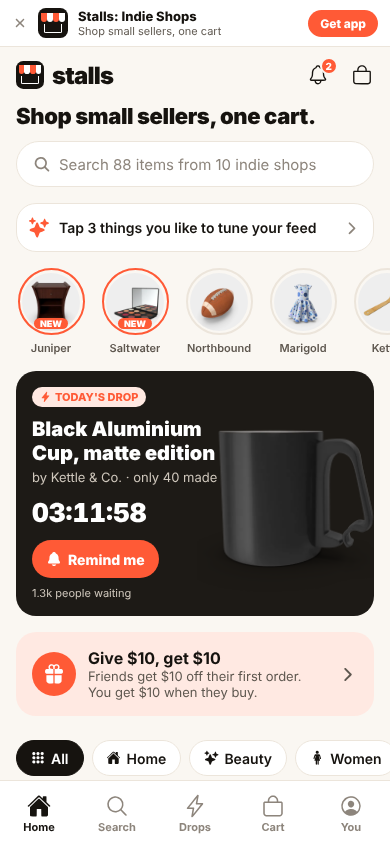 Stalls: Indie Shops
Shop small sellers, one cart
Get app
stalls
2
Shop small sellers, one cart.
Search 88 items from 10 indie shops
Tap 3 things you like to tune your feed
NEW
NEW
Juniper
Saltwater
Northbound
Marigold
Ket
TODAY'S DROP
Black Aluminium
Cup, matte edition
by Kettle & Co. · only 40 made
03:11:58
Remind me
1.3k people waiting
Give $10, get $10
Friends get $10 off their first order.
You get $10 when they buy.
All
Home
Beauty
Women
Home
Search
Drops
Cart
You